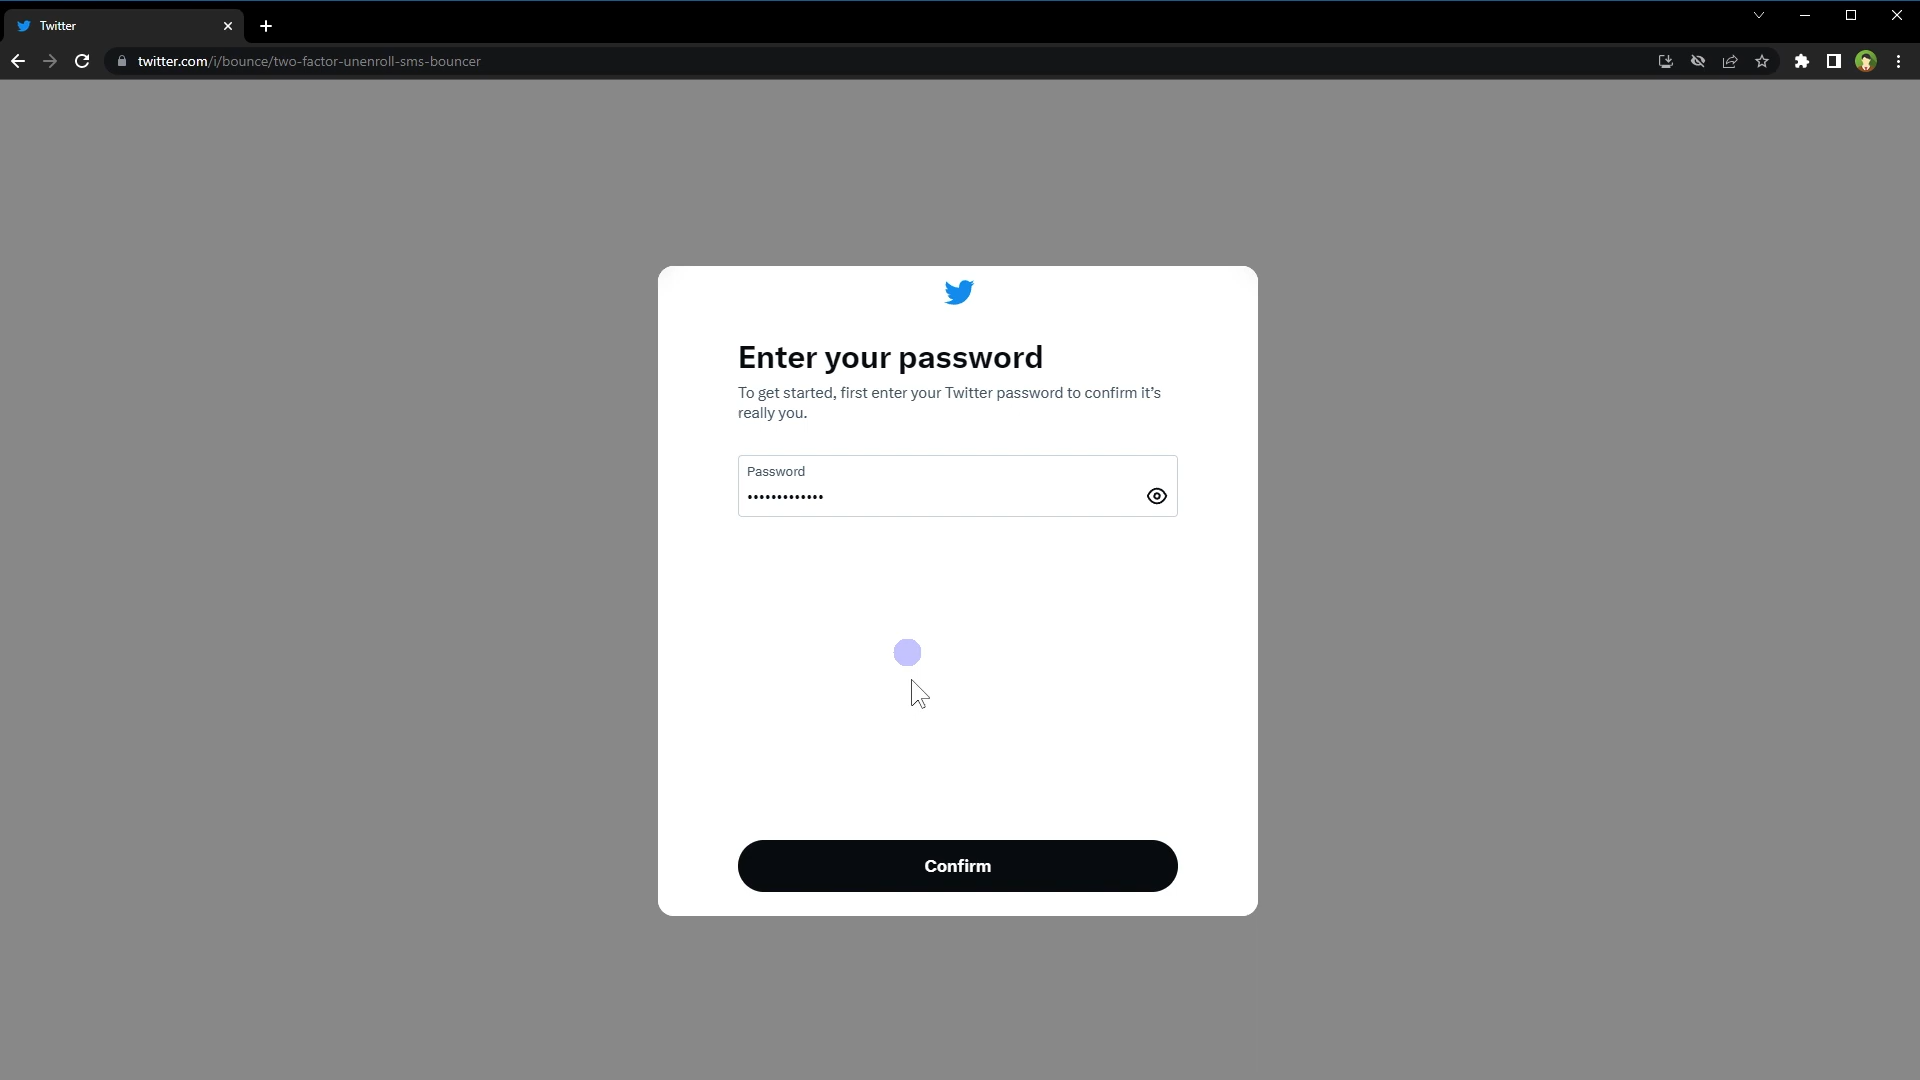 Twitter
twitter.com/i/bounce/two-factor-unenroll-sms-bouncer
Enter your password
To get started, first enter your Twitter password to confirm it’s
really you.
Password
•••••••••••••
Confirm